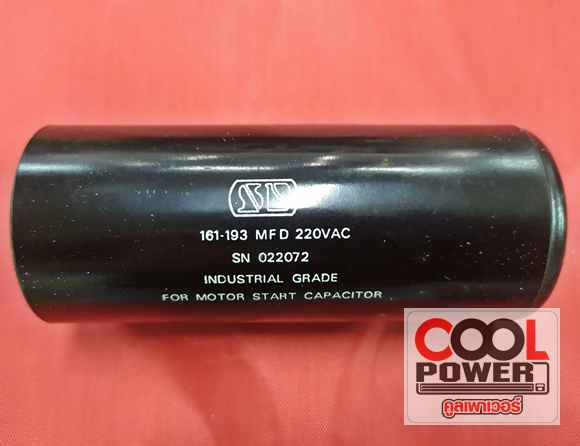 161-193 MFD 220VAC
SN 022072
INDUSTRIAL GRADE
FOR MOTOR START CAPACITOR
COOL
POWER
คูลเพาเวอร์